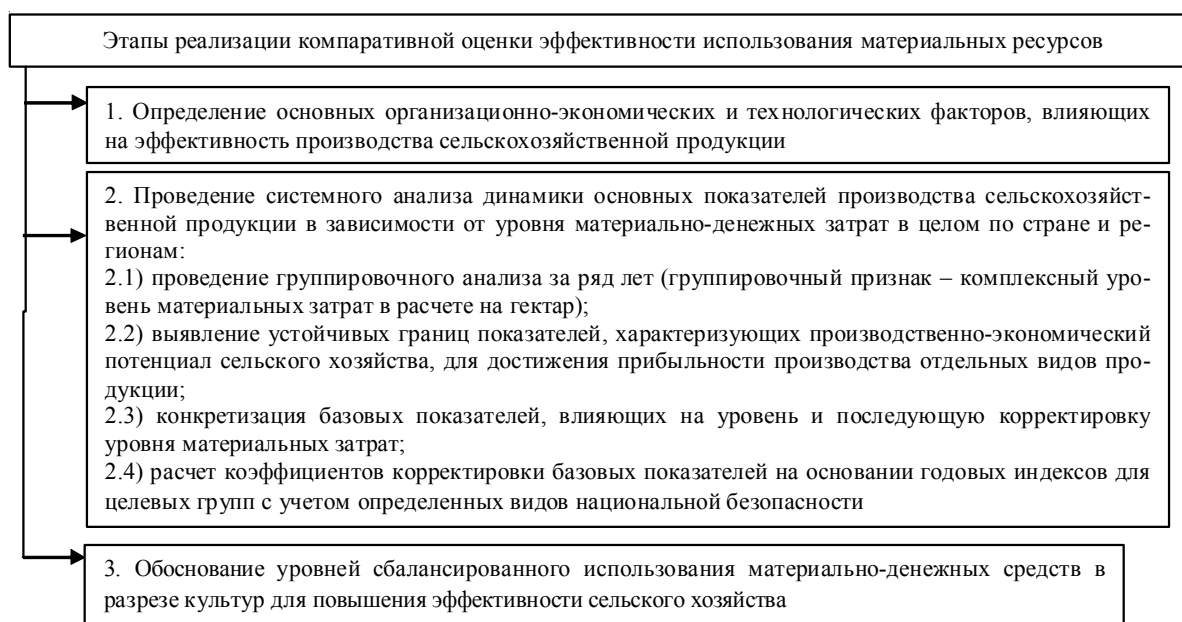 Этапы реализации компаративной оценки эффективности использования материальных ресурсов
1. Определение основных организационно-экономических и технологических факторов, влияющих
на эффективность производства сельскохозяйственной продукции
2. Проведение системного анализа динамики основных показателей производства сельскохозяйст-
венной продукции в зависимости от уровня материально-денежных затрат в целом по стране и ре-
гионам:
2.1) проведение группировочного анализа за ряд лет (группировочный признак – комплексный уро-
вень материальных затрат в расчете на гектар);
2.2) выявление устойчивых границ показателей, характеризующих производственно-экономический
потенциал сельского хозяйства, для достижения прибыльности производства отдельных видов про-
дукции;
2.3) конкретизация базовых показателей, влияющих на уровень и последующую корректировку
уровня материальных затрат;
2.4) расчет коэффициентов корректировки базовых показателей на основании годовых индексов для
целевых групп с учетом определенных видов национальной безопасности
3. Обоснование уровней сбалансированного использования материально-денежных средств в
разрезе культур для повышения эффективности сельского хозяйства